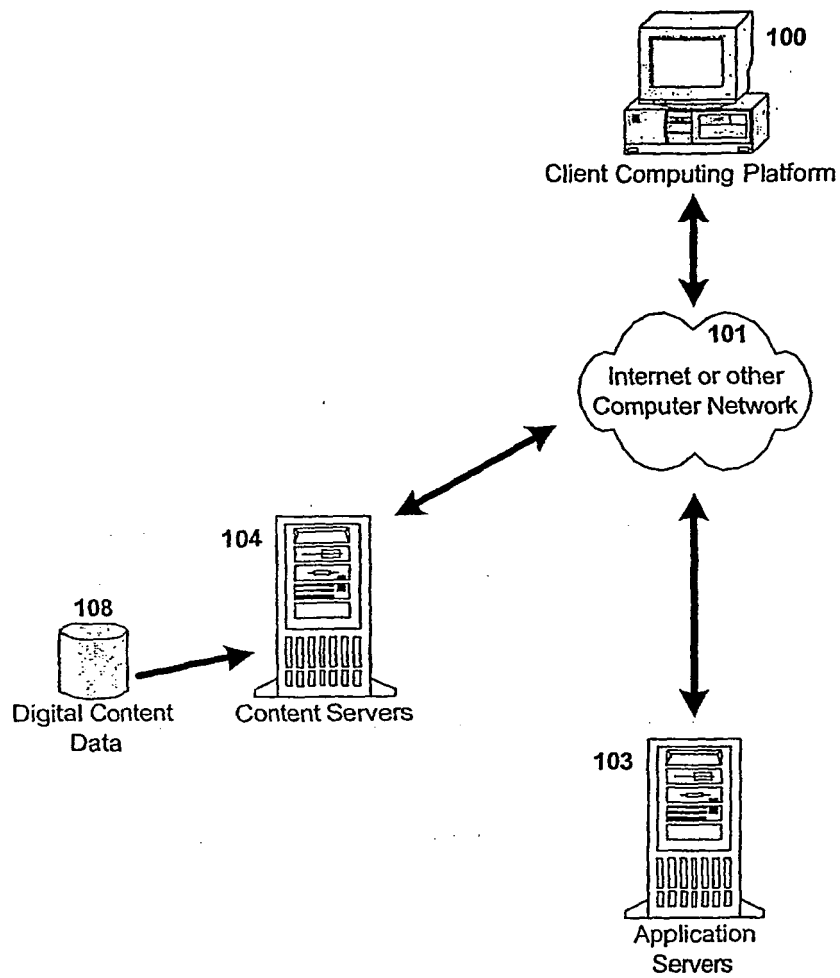 100
Client Computing Platform
101
Internet or other
Computer Network
104
108
Digital Content
Data
Content Servers
103
Application
Servers